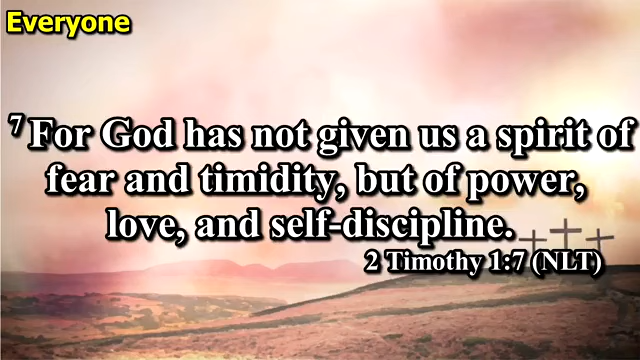 Everyone
7 For God has not given us a spirit of
fear and timidity, but of power,
love, and self-discipline.
2 Timothy 1:7 (NLT)